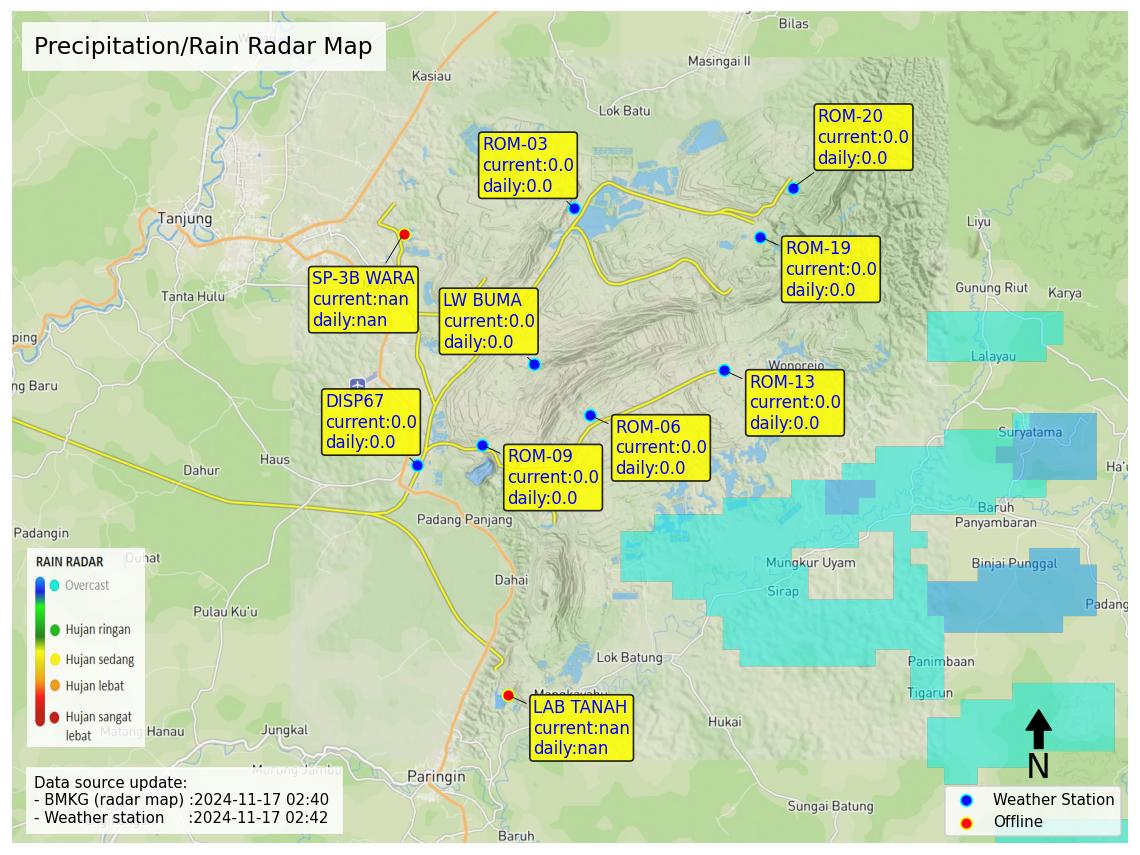 Precipitation/Rain Radar Map
Bilas
Masingai II
Kasiau
Lok Batu
ROM-20
current:0.0
daily:0.0
ROM-03
current:0.0
daily:0.0
Tanjung
Liyu
ROM-19
current:0.0
daily:0.0
SP-3B WARA
current:nan
daily:nan
LW BUMA
current:0.0
daily:0.0
Tanta Hulu
Gunung Riut
Karya
ping
Lalayau
Wonorejo
ng Baru
ROM-13
current:0.0
daily:0.0
DISP67
current:0.0
daily:0.0
ROM-06
current:0.0
daily:0.0
Suryatama
ROM-09
current:0.0
daily:0.0
Haus
Dahur
Ha'u
Baruh
Panyambaran
Padang Panjang
Padangin
Duhat
Mungkur Uyam
Binjai Punggal
Dahai
Sirap
Padang
Pulau Ku'u
RAIN RADAR
Overcast
Hujan ringan
Hujan sedang
Hujan lebat
Hujan sangat
lebat
Lok Batung
Panimbaan
Tigarun
Mangkayahu
LAB TANAH
current:nan
daily:nan
Hukai
Matang Hanau
Jungkal
Murung Jambu
Paringin
N
Data source update:
- BMKG (radar map) :2024-11-17 02:40
- Weather station :2024-11-17 02:42
Sungai Batung
Baruh
Weather Station
Offline